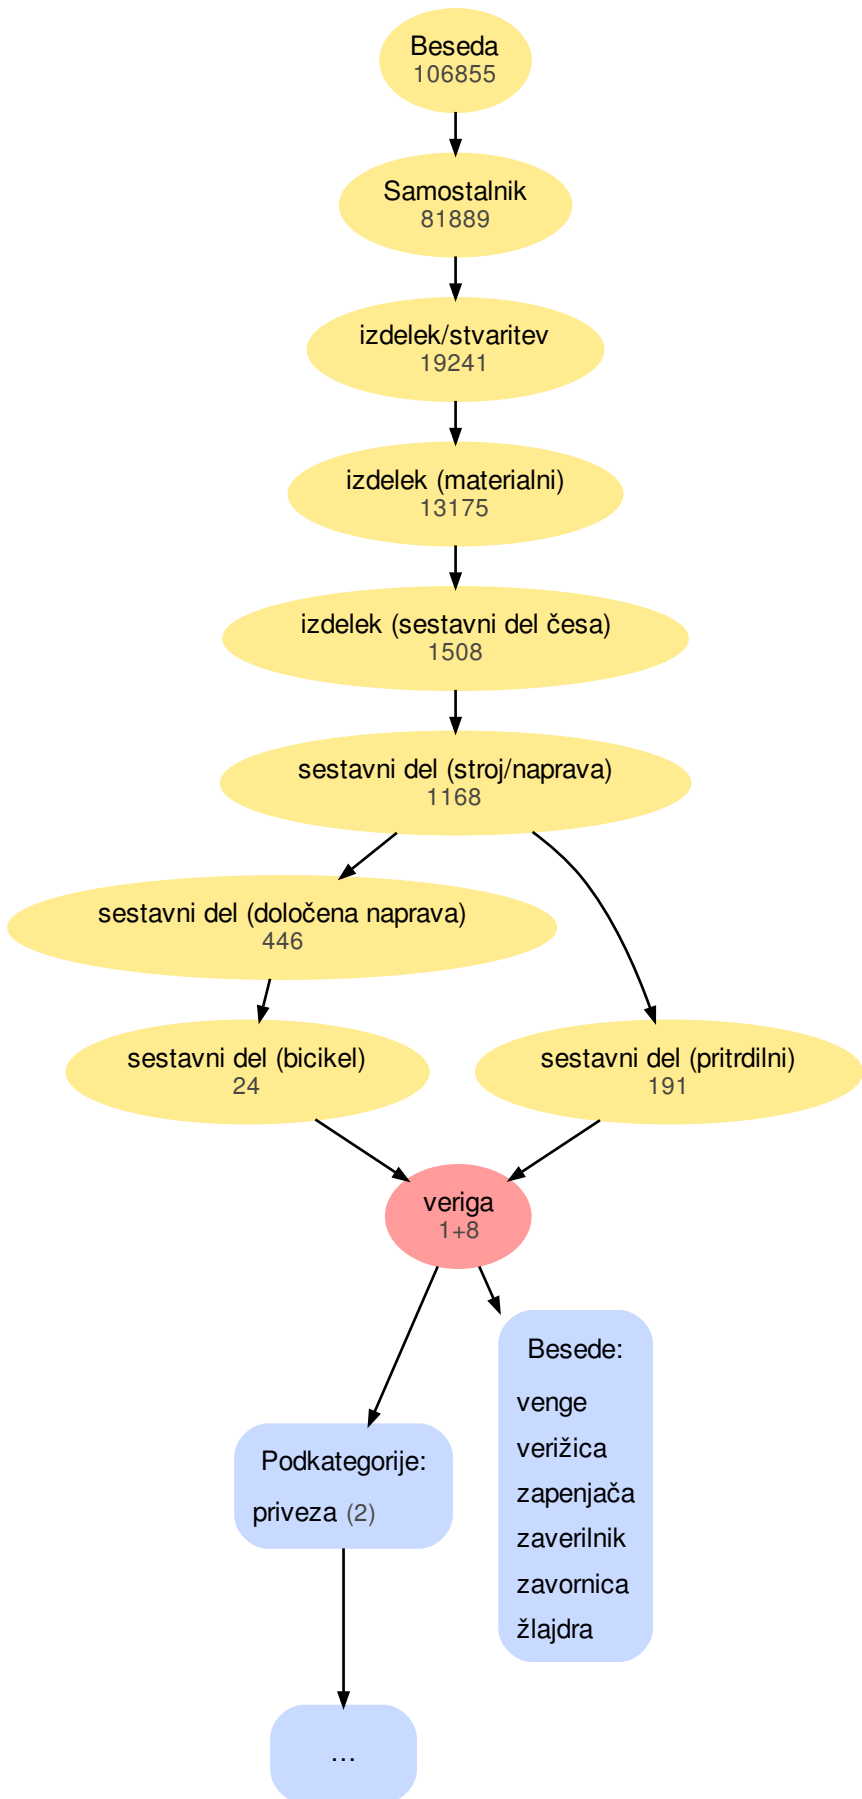 Beseda
106855
Samostalnik
81889
izdelek/stvaritev
19241
izdelek (materialni)
13175
izdelek (sestavni del česa)
1508
sestavni del (stroj/naprava)
1168
sestavni del (določena naprava)
446
sestavni del (bicikel)
24
sestavni del (pritrdilni)
191
veriga
1+8
Besede:
venge
verižica
zapenjača
zaverilnik
zavornica
žlajdra
Podkategorije:
priveza (2)
...